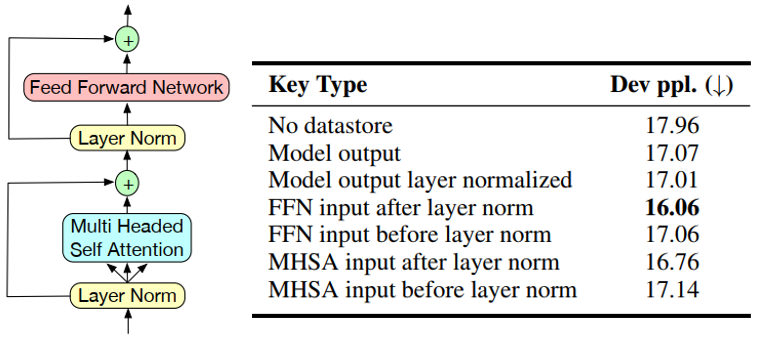 +
Feed Forward Network
Layer Norm
+
Multi Headed
Self Attention
Layer Norm
Key Type Dev ppl. (↓)
No datastore 17.96
Model output 17.07
Model output layer normalized 17.01
FFN input after layer norm 16.06
FFN input before layer norm 17.06
MHSA input after layer norm 16.76
MHSA input before layer norm 17.14